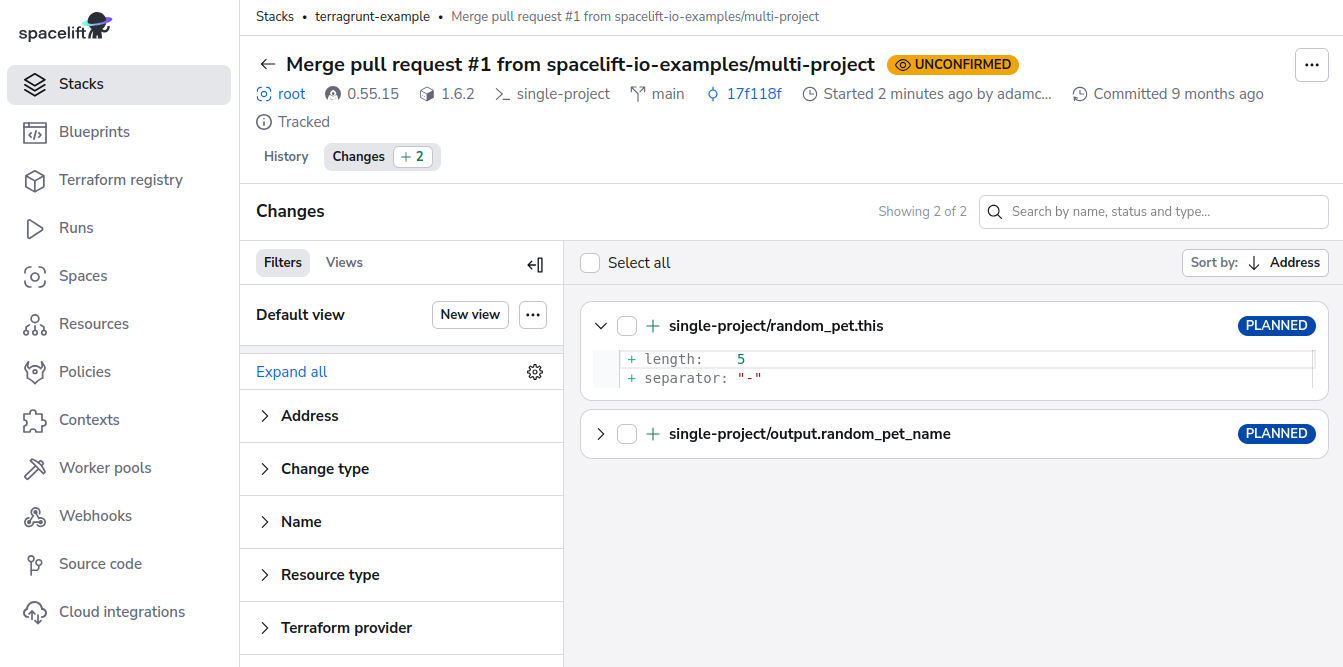 spacelift
Stacks
Blueprints
Terraform registry
Runs
Spaces
Resources
Policies
Contexts
Worker pools
Webhooks
Source code
Cloud integrations
Stacks • terragrunt-example • Merge pull request #1 from spacelift-io-examples/multi-project
Merge pull request #1 from spacelift-io-examples/multi-project UNCONFIRMED
root 0.55.15 1.6.2 single-project main 17f118f Started 2 minutes ago by adamc... Committed 9 months ago
Tracked
History Changes + 2
Changes Showing 2 of 2 Search by name, status and type...
Filters Views
Default view New view
Expand all
Address
Change type
Name
Resource type
Terraform provider
Select all Sort by: Address
+ single-project/random_pet.this PLANNED
+ length: 5
+ separator: "-"
+ single-project/output.random_pet_name PLANNED